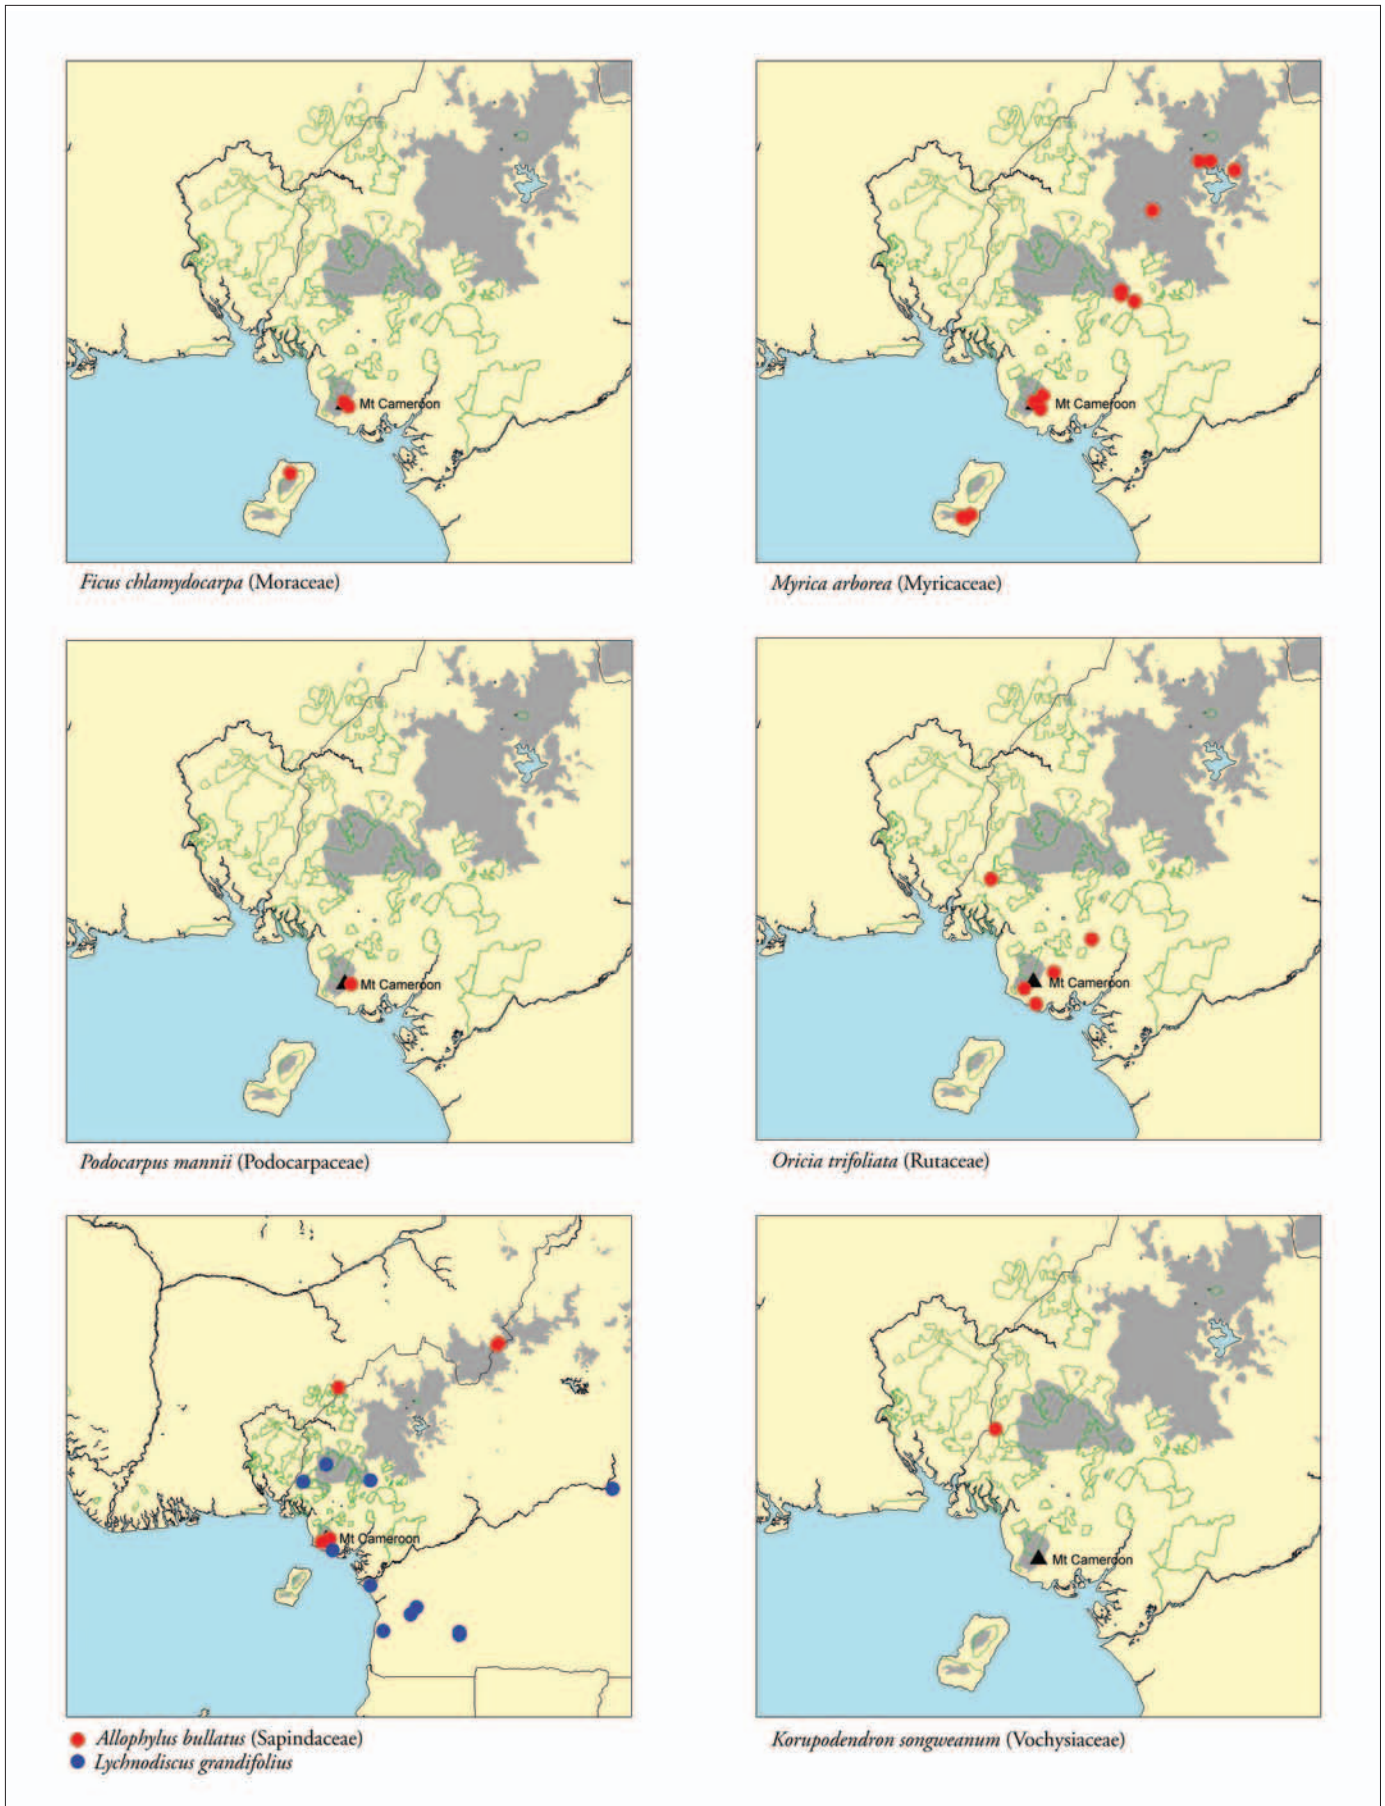 Mt Cameroon
Mt Cameroon
Ficus chlamydocarpa (Moraceae)
Myrica arborea (Myricaceae)
Mt Cameroon
Mt Cameroon
Podocarpus mannii (Podocarpaceae)
Oricia trifoliata (Rutaceae)
Mt Cameroon
Mt Cameroon
Allophylus bullatus (Sapindaceae)
Lychnodiscus grandifolius
Korupodendron songweanum (Vochysiaceae)